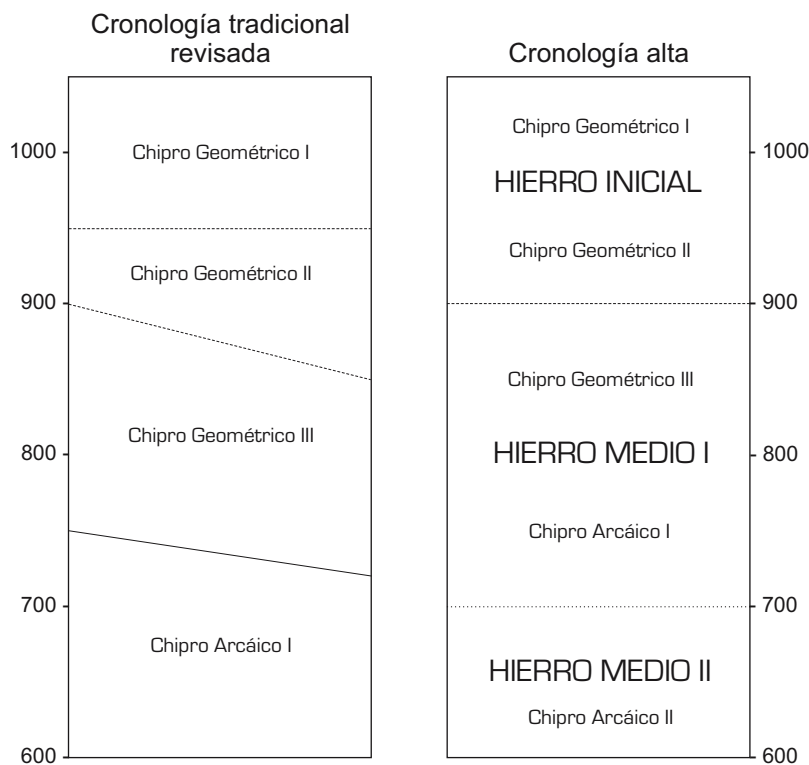 Cronología tradicional
revisada
1000
900
800
700
600
Chipro Geométrico I
Chipro Geométrico II
Chipro Geométrico III
Chipro Arcáico I
Cronología alta
Chipro Geométrico I
HIERRO INICIAL
Chipro Geométrico II
Chipro Geométrico III
HIERRO MEDIO I
Chipro Arcáico I
HIERRO MEDIO II
Chipro Arcáico II
1000
900
800
700
600